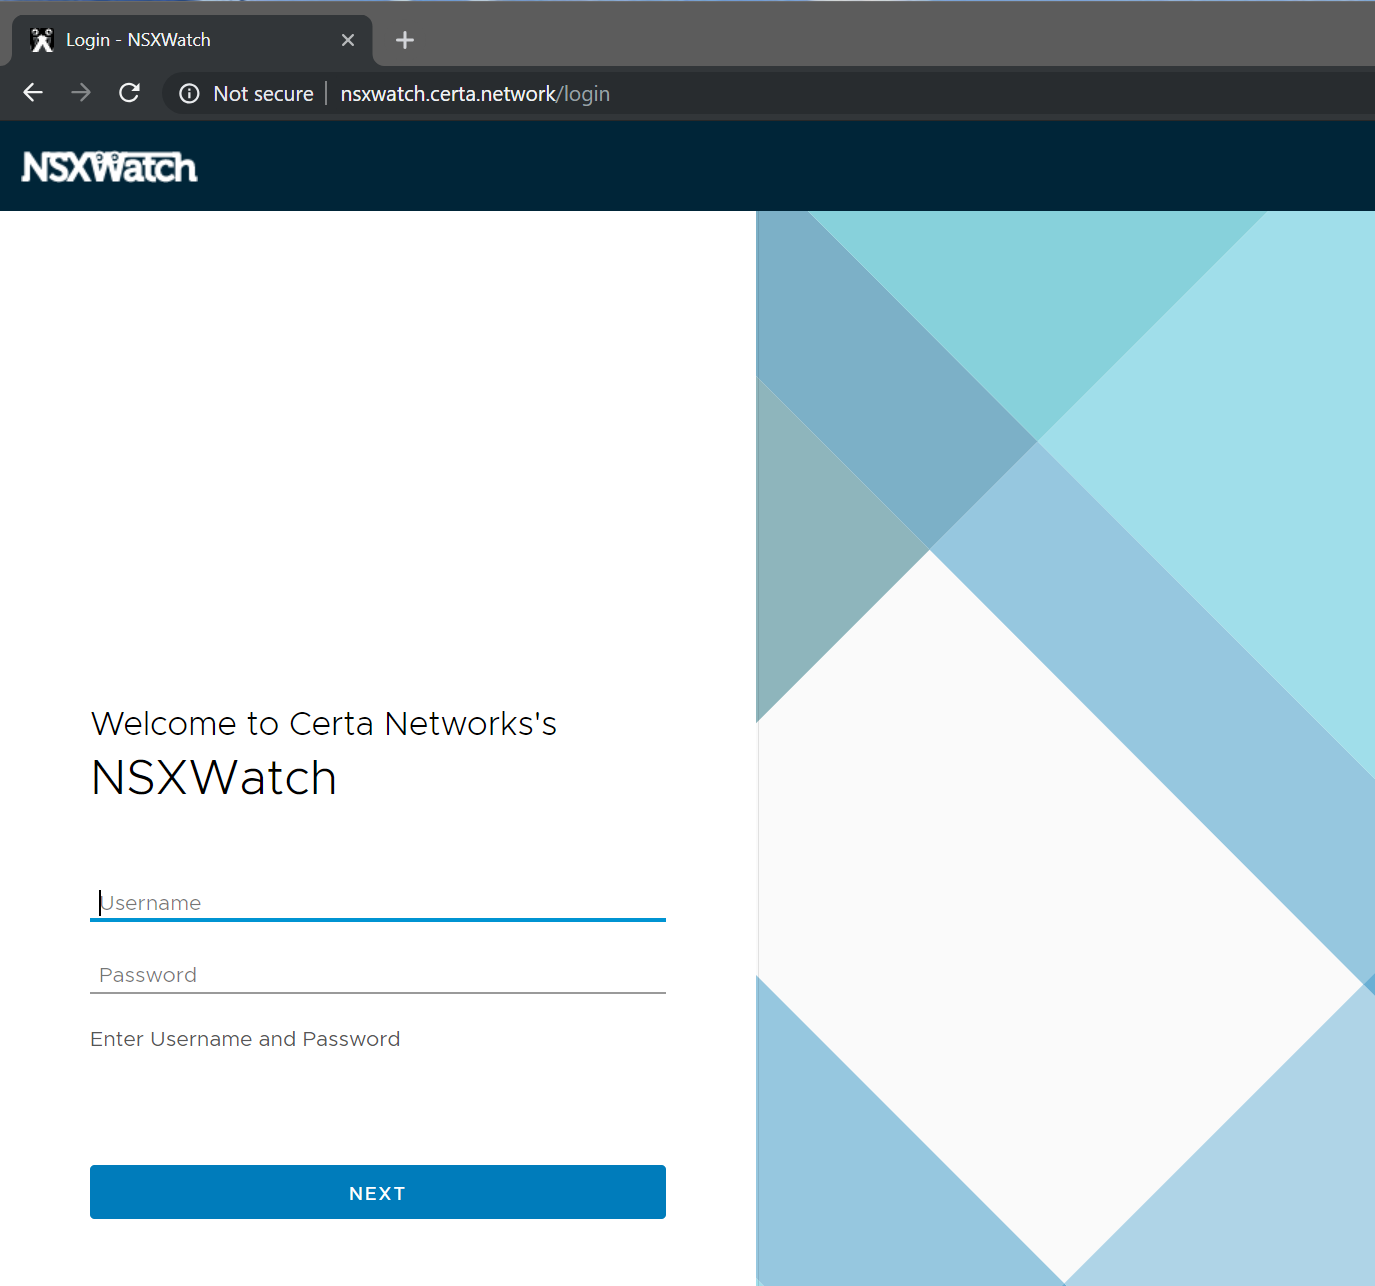 Login - NSXWatch
Not secure
nsxwatch.certa.network/login
NSXWatch
Welcome to Certa Networks's
NSXWatch
Username
Password
Enter Username and Password
NEXT